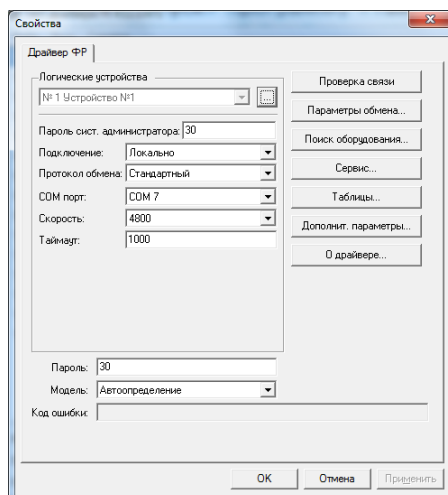 Свойства
Драйвер ФР
Логические устройства
№ 1 Устройство №1
...
Пароль сист. администратора: 30
Подключение: Локально
Протокол обмена: Стандартный
COM порт: COM 7
Скорость: 4800
Таймаут: 1000
Проверка связи
Параметры обмена...
Поиск оборудования...
Сервис...
Таблицы...
Дополнит. параметры...
О драйвере...
Пароль: 30
Модель: Автоопределение
Код ошибки:
OK Отмена Применить